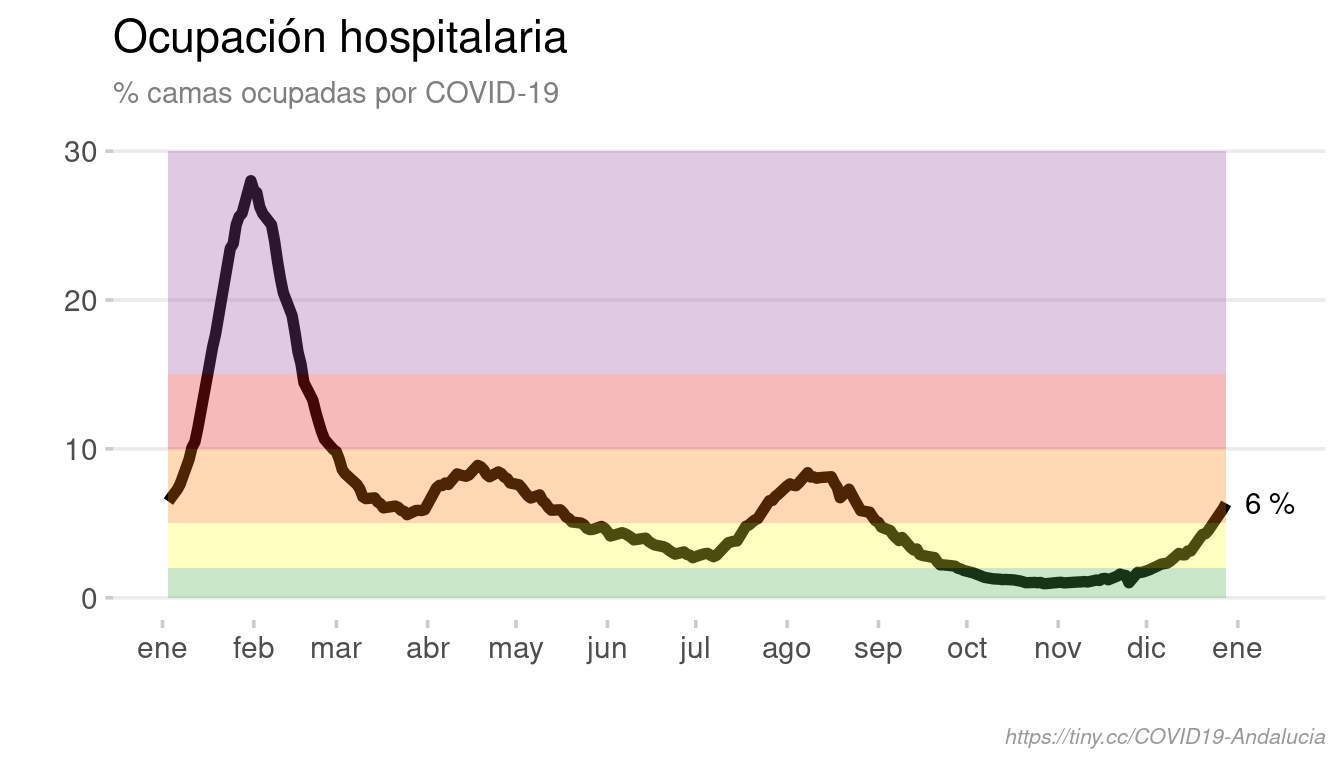 Ocupación hospitalaria
% camas ocupadas por COVID-19
30
20
10
0
6 %
ene feb mar abr may jun jul ago sep oct nov dic ene
https://tiny.cc/COVID19-Andalucia